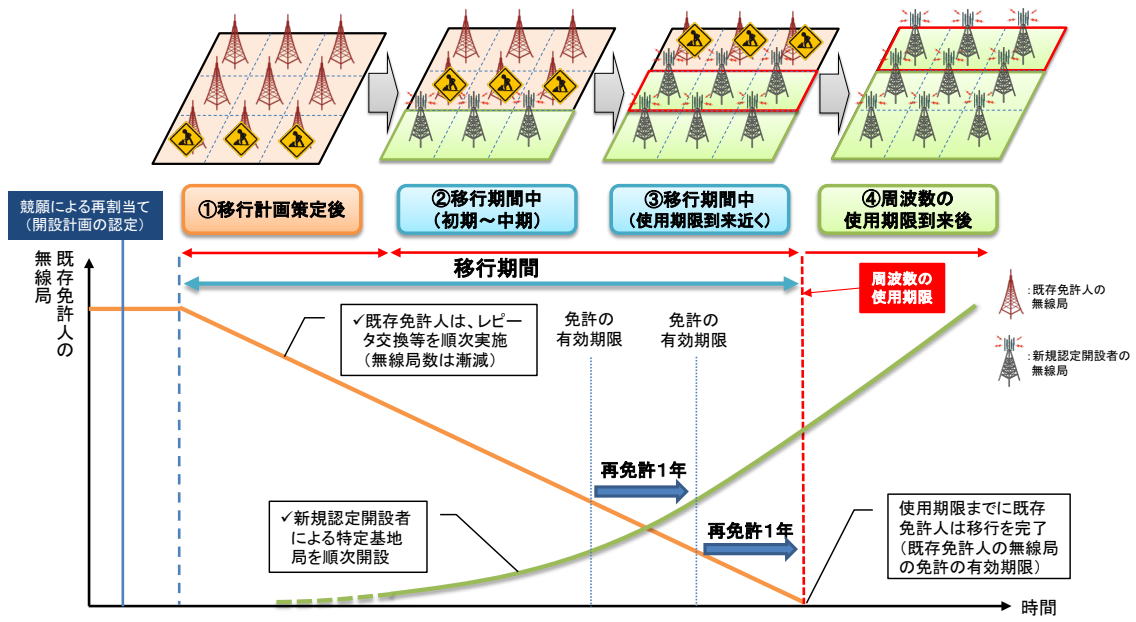 競願による再割当て
(開設計画の認定)
①移行計画策定後
②移行期間中
(初期～中期)
③移行期間中
(使用期限到来近く)
④周波数の
使用期限到来後
移行期間
周波数の
使用期限
既存免許人の
無線局
:既存免許人の
無線局
:新規認定開設者の
無線局
✓既存免許人は、レピー
タ交換等を順次実施
(無線局数は漸減)
免許の
有効期限
免許の
有効期限
再免許1年
再免許1年
✓新規認定開設者
による特定基地
局を順次開設
使用期限までに既存
免許人は移行を完了
(既存免許人の無線局
の免許の有効期限)
時間